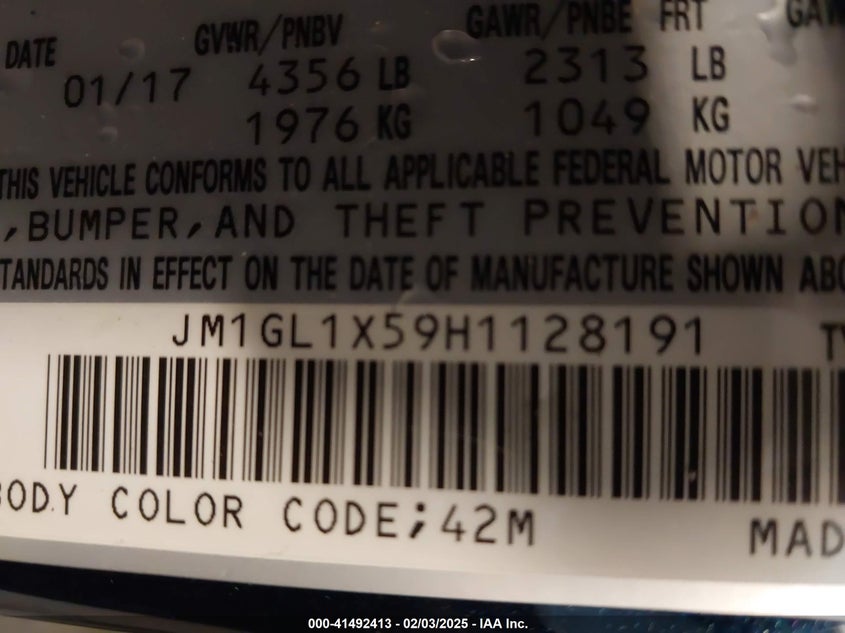 DATE GVWR/PNBV GAWR/PNBE FRT
01/17 4356 LB 2313 LB
1976 KG 1049 KG
THIS VEHICLE CONFORMS TO ALL APPLICABLE FEDERAL MOTOR VEH
,BUMPER,AND THEFT PREVENTION
TANDARDS IN EFFECT ON THE DATE OF MANUFACTURE SHOWN ABO
JM1GL1X59H1128191
BODY COLOR CODE;42M MAD
000-41492413 - 02/03/2025 - IAA Inc.